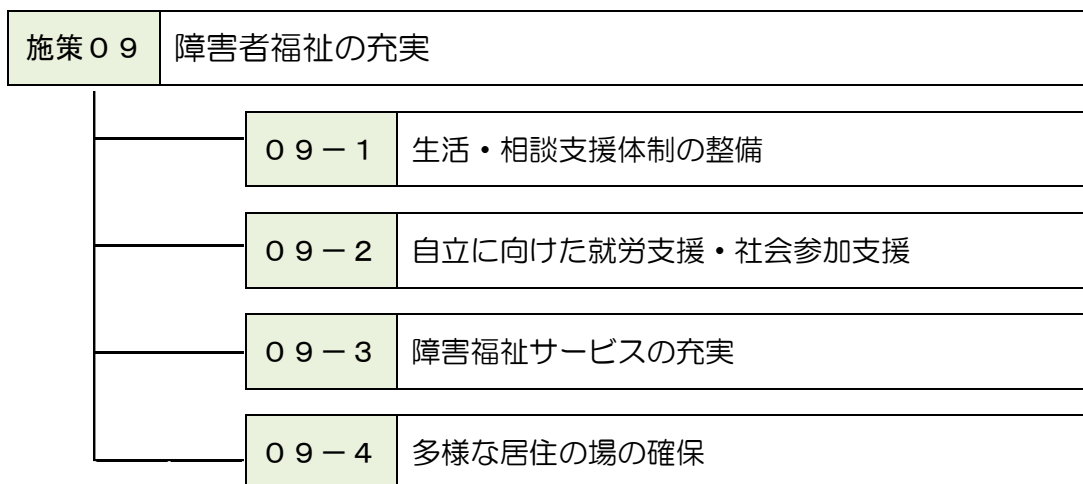 施策０９ 障害者福祉の充実
０９－１ 生活・相談支援体制の整備
０９－２ 自立に向けた就労支援・社会参加支援
０９－３ 障害福祉サービスの充実
０９－４ 多様な居住の場の確保